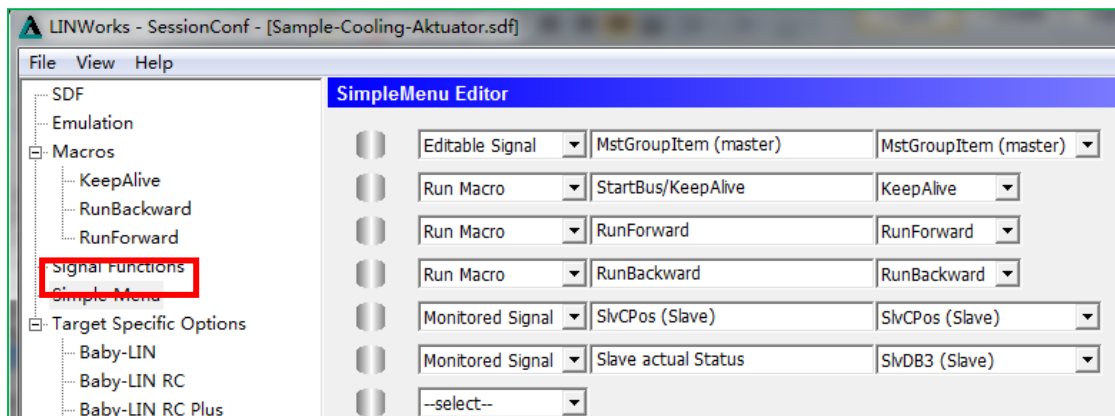 LINWorks - SessionConf - [Sample-Cooling-Aktuator.sdf]
File View Help
SDF
Emulation
Macros
KeepAlive
RunBackward
RunForward
Signal Functions
Simple Menu
Target Specific Options
Baby-LIN
Baby-LIN RC
Baby-LIN RC Plus
SimpleMenu Editor
Editable Signal MstGroupItem (master) MstGroupItem (master)
Run Macro StartBus/KeepAlive KeepAlive
Run Macro RunForward RunForward
Run Macro RunBackward RunBackward
Monitored Signal SlvCPos (Slave) SlvCPos (Slave)
Monitored Signal Slave actual Status SlvDB3 (Slave)
--select--